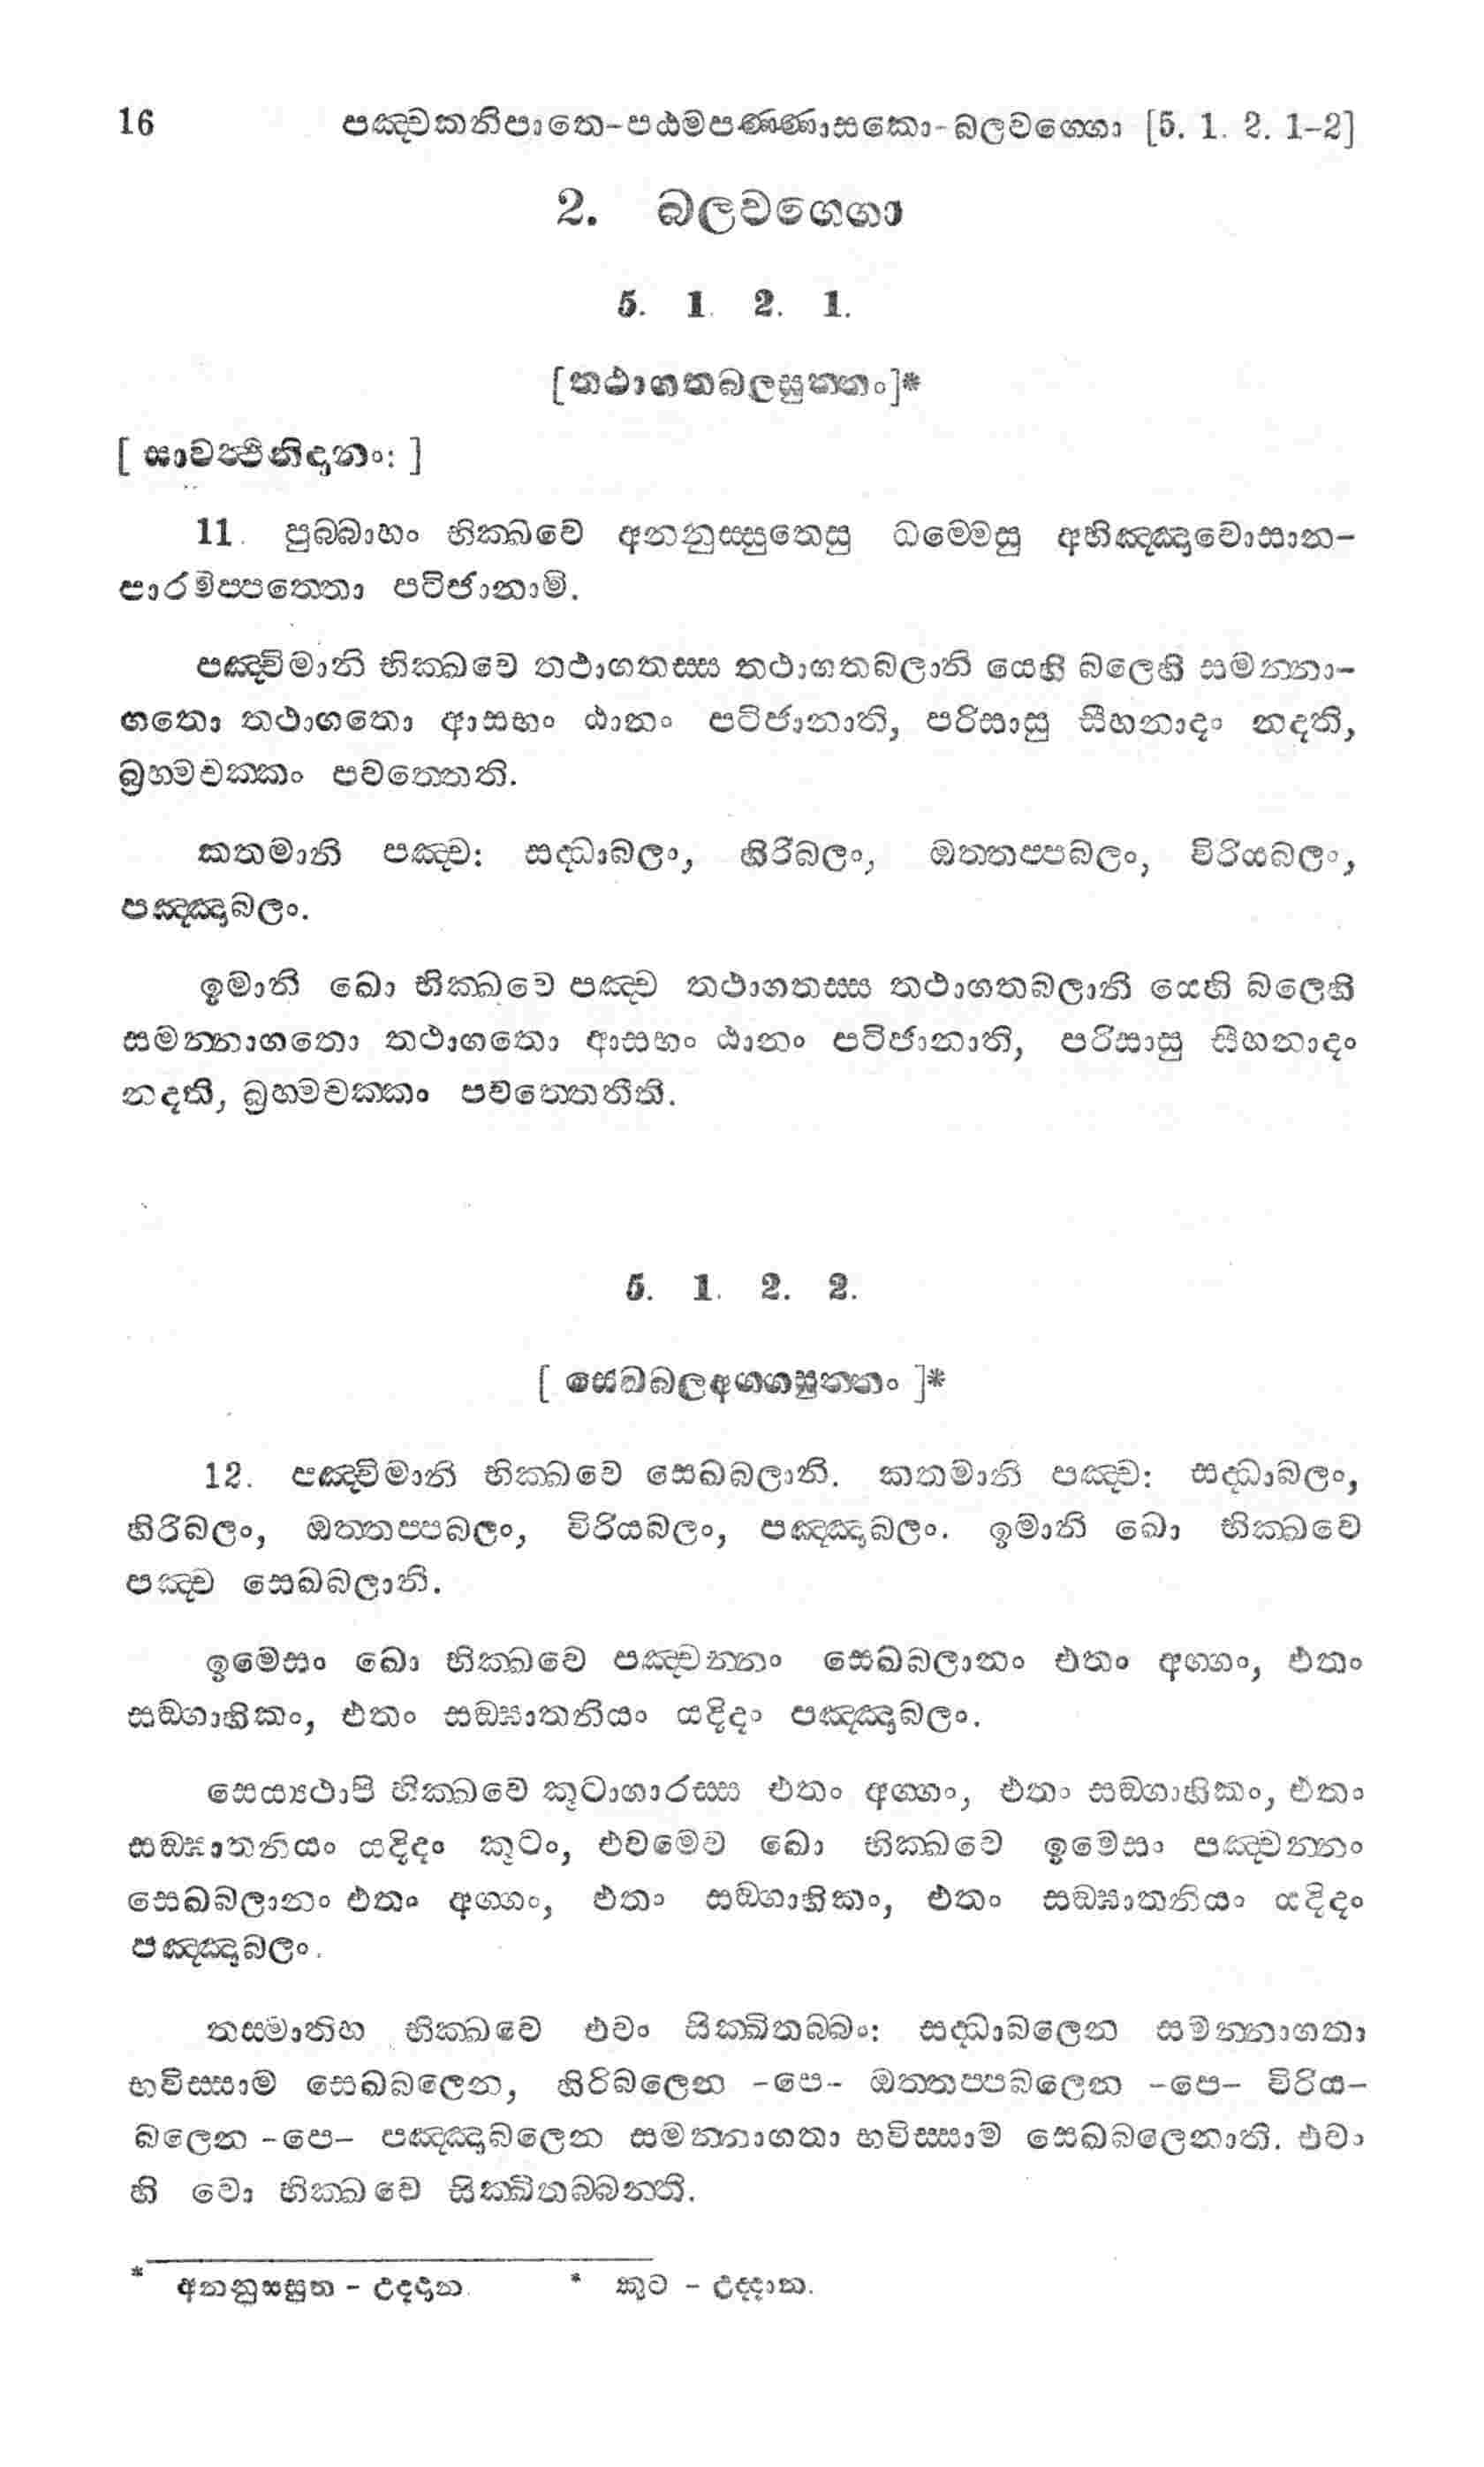 16 පඤ්චකනිපාතෙ-පඨමපණ්ණාසකො-බලවග්ගො [5. 1. 2. 1-2]
2. බලවග්ගො
5. 1. 2. 1.
[තථාගතබලසුත්තං]*
[ සාවත්ථිනිදානං: ]
11. පුබ්බාහං භික්ඛවෙ අනනුස්සුතෙසු ධම්මෙසු අභිඤ්ඤාවොසාන-
පාරමිප්පත්තො පටිජානාමි.
පඤ්චිමානි භික්ඛවෙ තථාගතස්ස තථාගතබලානි යෙහි බලෙහි සමන්නා-
ගතො තථාගතො ආසභං ඨානං පටිජානාති, පරිසාසු සීහනාදං නදති,
බ්‍රහ්මචක්කං පවත්තෙති.
කතමානි පඤ්ච: සද්ධාබලං, හිරිබලං, ඔත්තප්පබලං, විරියබලං,
පඤ්ඤාබලං.
ඉමානි ඛො භික්ඛවෙ පඤ්ච තථාගතස්ස තථාගතබලානි යෙහි බලෙහි
සමන්නාගතො තථාගතො ආසභං ඨානං පටිජානාති, පරිසාසු සීහනාදං
නදති, බ්‍රහ්මචක්කං පවත්තෙතීති.
5. 1. 2. 2.
[ සෙඛබලඅග්ගසුත්තං ]*
12. පඤ්චිමානි භික්ඛවෙ සෙඛබලානි. කතමානි පඤ්ච: සද්ධාබලං,
හිරිබලං, ඔත්තප්පබලං, විරියබලං, පඤ්ඤාබලං. ඉමානි ඛො භික්ඛවෙ
පඤ්ච සෙඛබලානි.
ඉමෙසං ඛො භික්ඛවෙ පඤ්චන්නං සෙඛබලානං එතං අග්ගං, එතං
සඞ්ගාහිකං, එතං සඞ්ඝාතනියං යදිදං පඤ්ඤාබලං.
සෙය්‍යථාපි භික්ඛවෙ කූටාගාරස්ස එතං අග්ගං, එතං සඞ්ගාහිකං, එතං
සඞ්ඝාතනියං යදිදං කූටං, එවමෙව ඛො භික්ඛවෙ ඉමෙසං පඤ්චන්නං
සෙඛබලානං එතං අග්ගං, එතං සඞ්ගාහිකං, එතං සඞ්ඝාතනියං යදිදං
පඤ්ඤාබලං.
තස්මාතිහ භික්ඛවෙ එවං සික්ඛිතබ්බං: සද්ධාබලෙන සමන්නාගතා
භවිස්සාම සෙඛබලෙන, හිරිබලෙන -පෙ- ඔත්තප්පබලෙන -පෙ- විරිය-
බලෙන -පෙ- පඤ්ඤාබලෙන සමන්නාගතා භවිස්සාම සෙඛබලෙනාති. එවං
හි වො භික්ඛවෙ සික්ඛිතබ්බන්ති.
* අනනුස්සුත - උද්දාන. * කූට - උද්දාන.